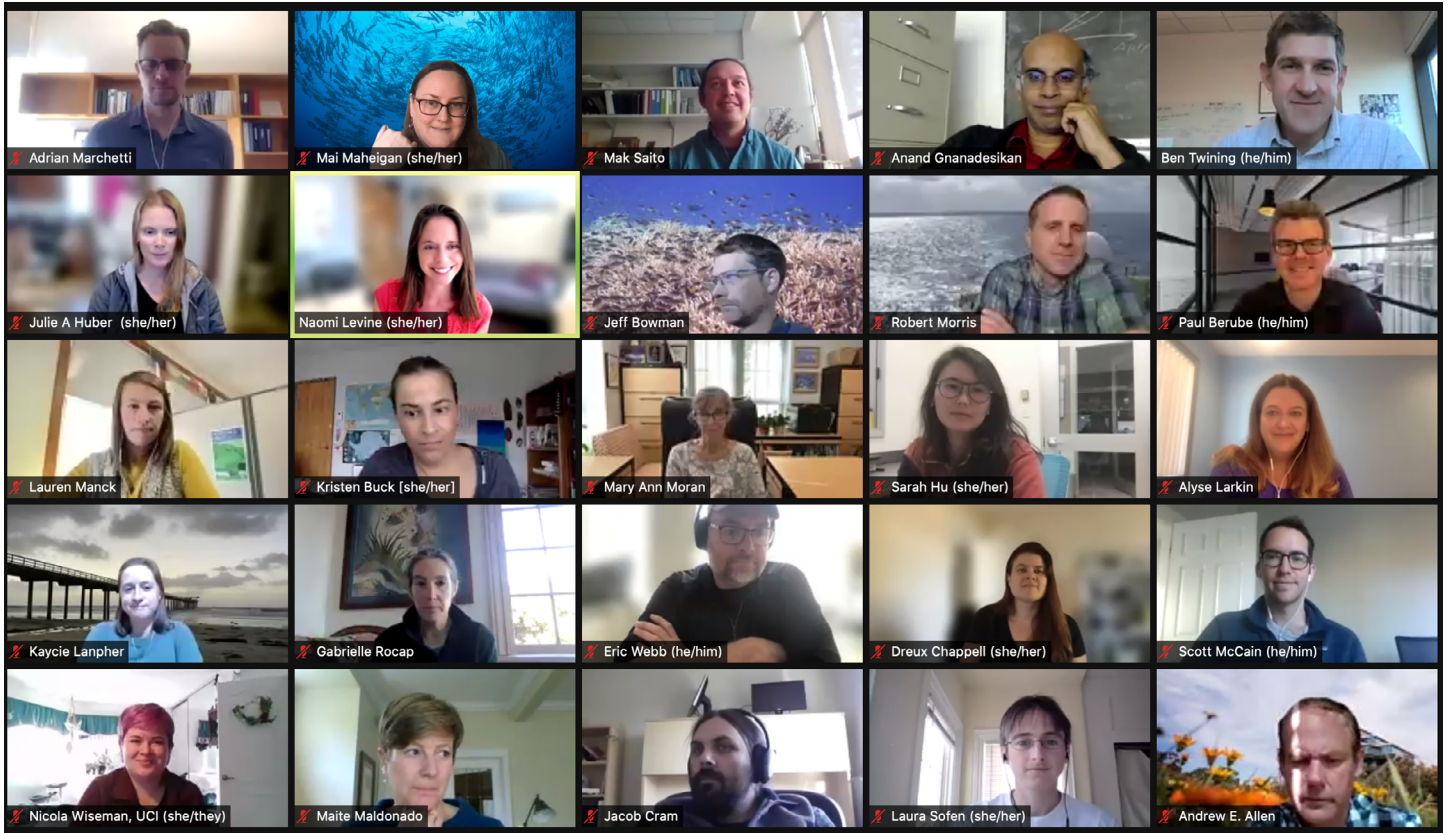 Adrian Marchetti
Mai Maheigan (she/her)
Mak Saito
Anand Gnanadesikan
Ben Twining (he/him)
Julie A Huber (she/her)
Naomi Levine (she/her)
Jeff Bowman
Robert Morris
Paul Berube (he/him)
Lauren Manck
Kristen Buck [she/her]
Mary Ann Moran
Sarah Hu (she/her)
Alyse Larkin
Kaycie Lanpher
Gabrielle Rocap
Eric Webb (he/him)
Dreux Chappell (she/her)
Scott McCain (he/him)
Nicola Wiseman, UCI (she/they)
Maite Maldonado
Jacob Cram
Laura Sofen (she/her)
Andrew E. Allen